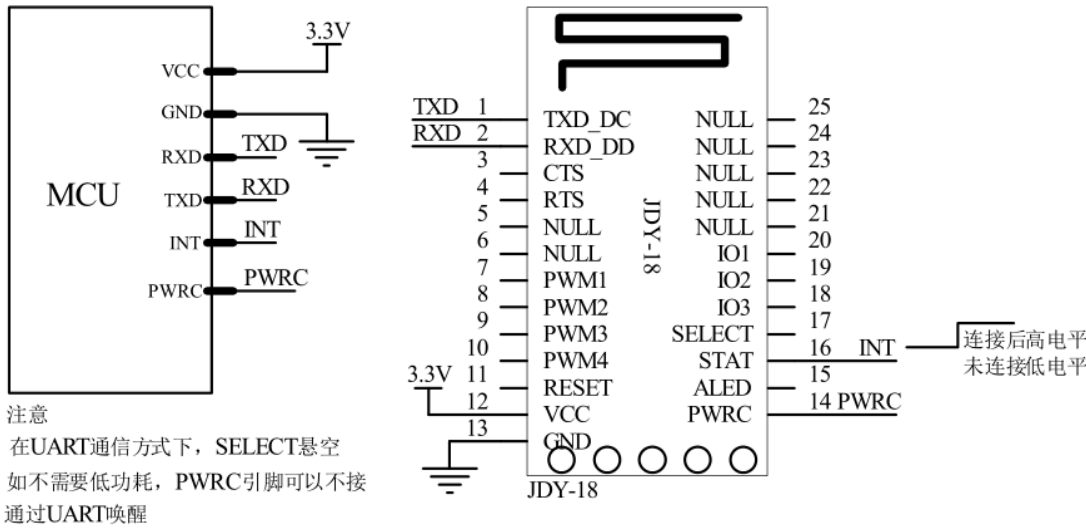 3.3V
VCC
GND
RXD TXD
TXD RXD
INT INT
PWRC PWRC
MCU
注意
在UART通信方式下，SELECT悬空
如不需要低功耗，PWRC引脚可以不接
通过UART唤醒
TXD 1 TXD_DC NULL 25
RXD 2 RXD_DD NULL 24
3 CTS NULL 23
4 RTS NULL 22
5 NULL NULL 21
6 NULL IO1 20
7 PWM1 IO2 19
8 PWM2 IO3 18
9 PWM3 SELECT 17
10 PWM4 STAT 16 INT
11 RESET ALED 15
3.3V
12 VCC PWRC 14 PWRC
13 GND
JDY-18
JDY-18
连接后高电平
未连接低电平